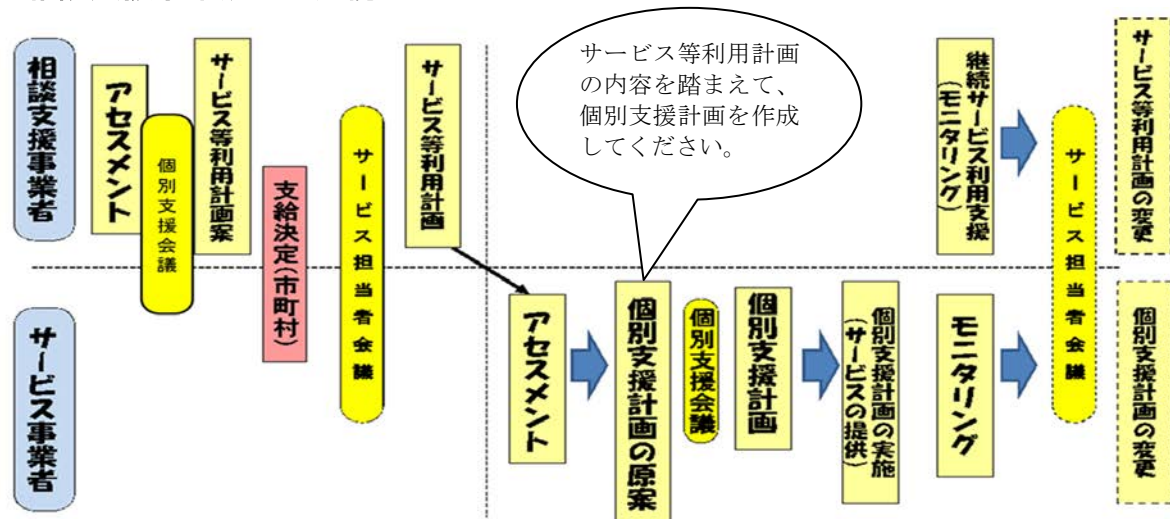 相談支援事業者
アセスメント
個別支援会議
サービス等利用計画案
支給決定(市町村)
サービス担当者会議
サービス等利用計画
サービス等利用計画
の内容を踏まえて、
個別支援計画を作成
してください。
継続サービス利用支援
(モニタリング)
サービス担当者会議
サービス等利用計画の変更
サービス事業者
アセスメント
個別支援計画の原案
個別支援会議
個別支援計画
個別支援計画の実施
(サービスの提供)
モニタリング
個別支援計画の変更